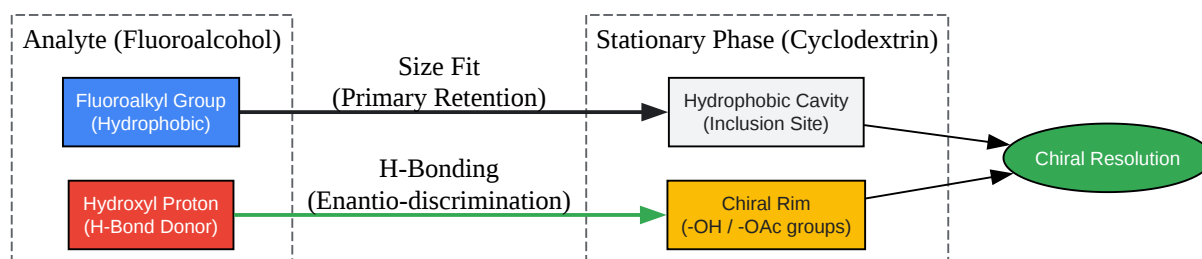 Analyte (Fluoroalcohol)
Stationary Phase (Cyclodextrin)
Size Fit
(Primary Retention)
Fluoroalkyl Group
(Hydrophobic)
Hydrophobic Cavity
(Inclusion Site)
Chiral Resolution
H-Bonding
(Enantio-discrimination)
Hydroxyl Proton
(H-Bond Donor)
Chiral Rim
(-OH / -OAc groups)